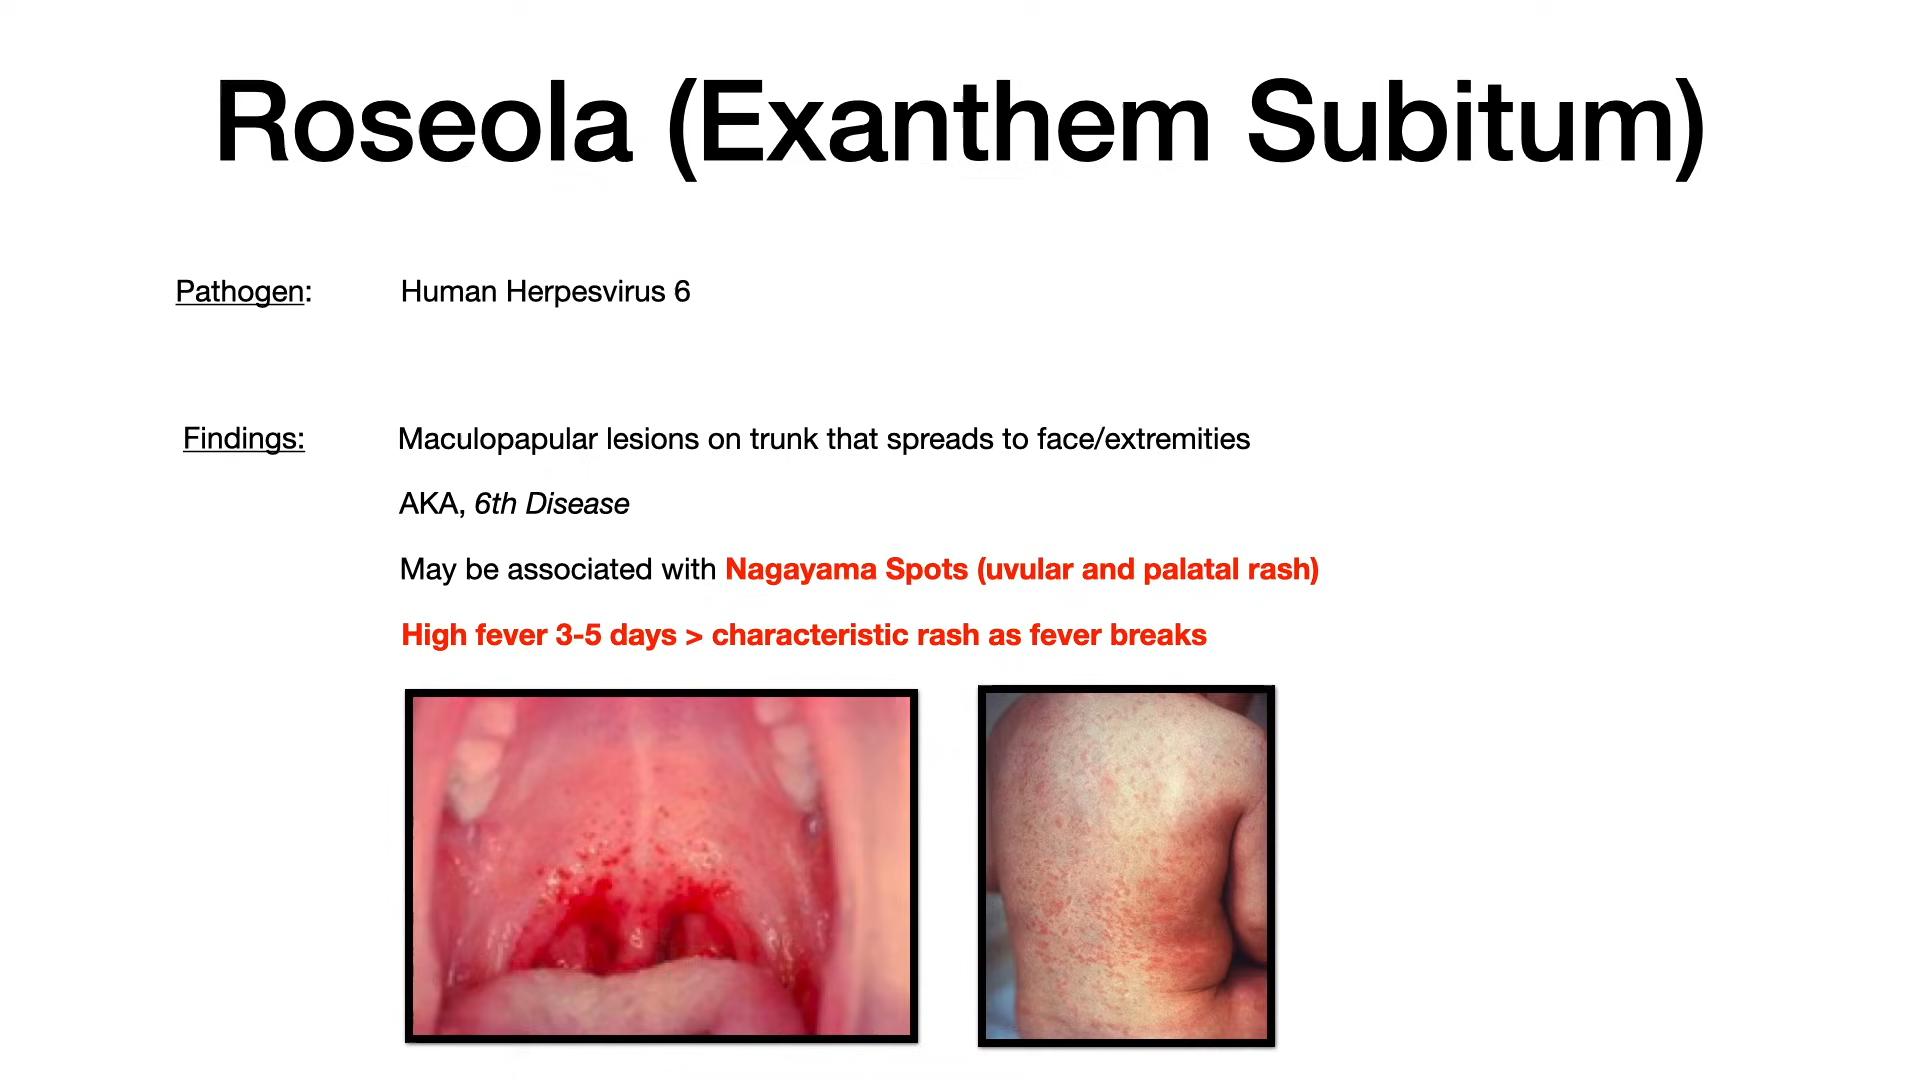 Roseola (Exanthem Subitum)
Pathogen: Human Herpesvirus 6
Findings: Maculopapular lesions on trunk that spreads to face/extremities
AKA, 6th Disease
May be associated with Nagayama Spots (uvular and palatal rash)
High fever 3-5 days > characteristic rash as fever breaks